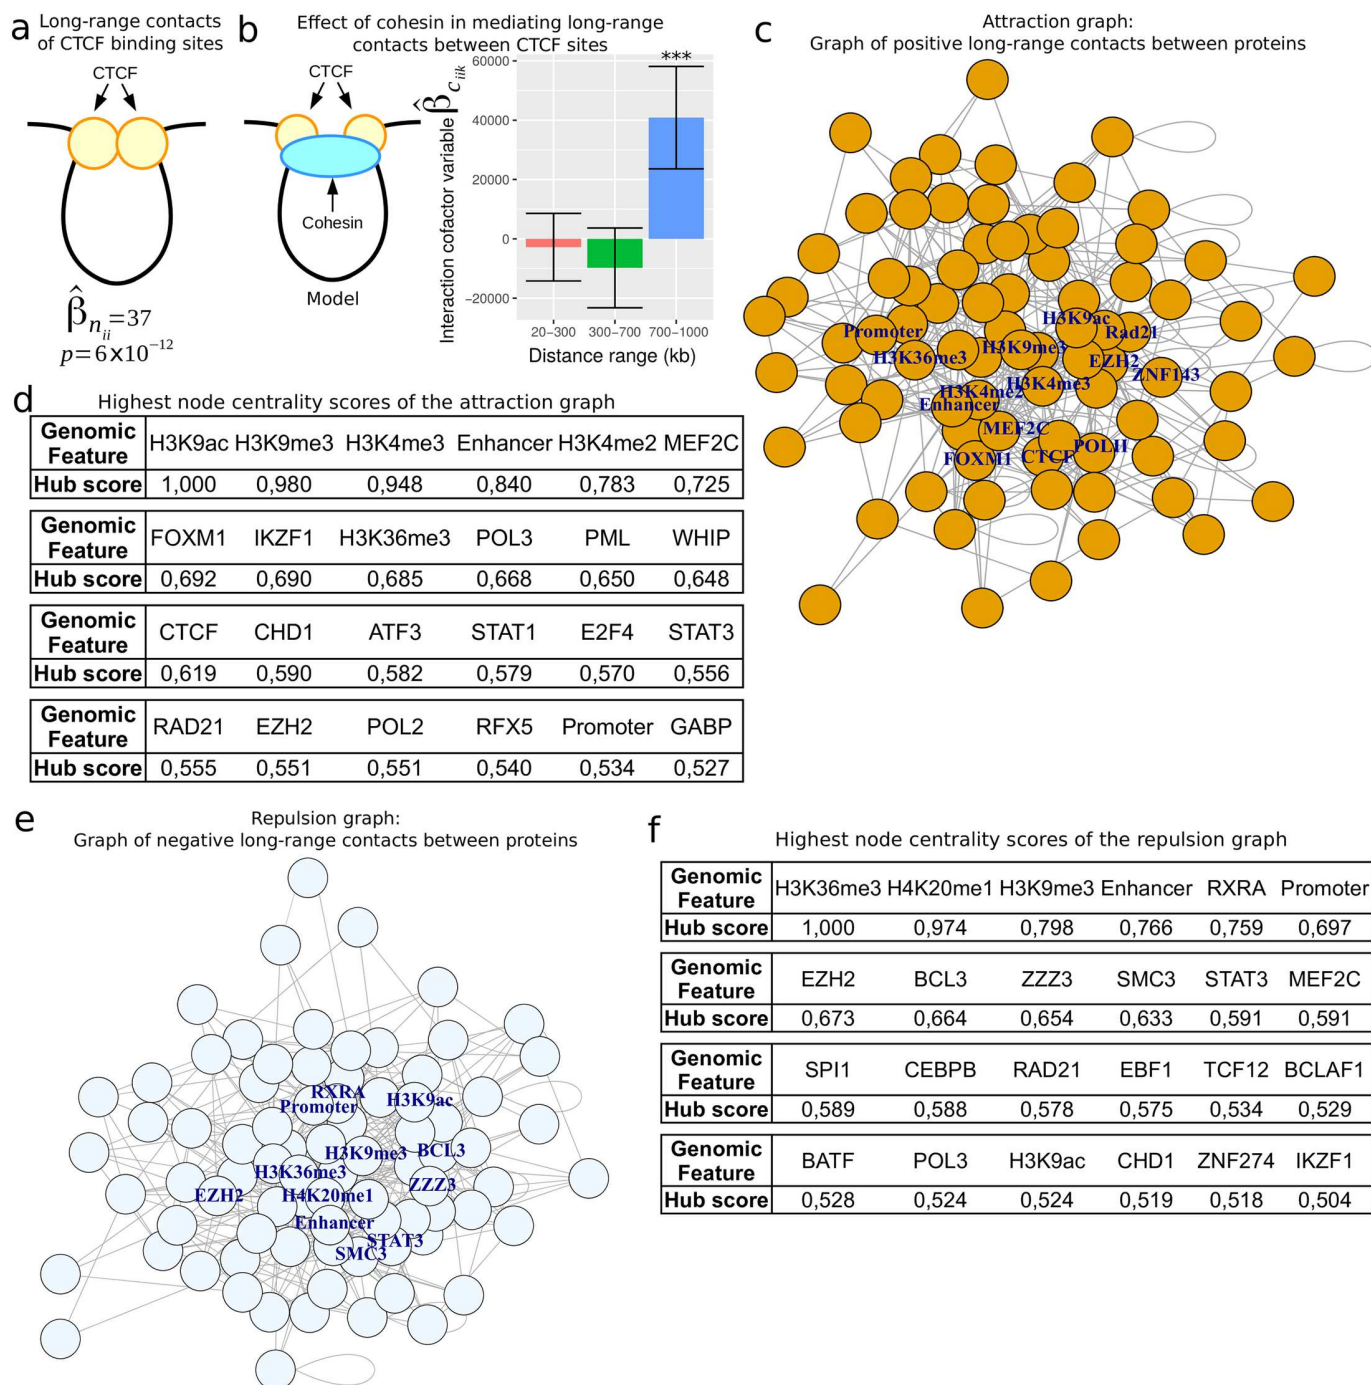 a
Long-range contacts
of CTCF binding sites
CTCF
β̂nii=37
p=6×10⁻¹²
b
Effect of cohesin in mediating long-range
contacts between CTCF sites
CTCF
Cohesin
Model
Interaction cofactor variable β̂Ciik
60000
40000
20000
0
−20000
***
20−300
300−700
700−1000
Distance range (kb)
c
Attraction graph:
Graph of positive long-range contacts between proteins
H3K9ac
Rad21
Promoter
H3K36me3
H3K9me3
EZH2
ZNF143
H3K4me3
H3K4me2
Enhancer
MEF2C
POLII
FOXM1
CTCF
d
Highest node centrality scores of the attraction graph
Genomic Feature H3K9ac H3K9me3 H3K4me3 Enhancer H3K4me2 MEF2C
Hub score 1,000 0,980 0,948 0,840 0,783 0,725
Genomic Feature FOXM1 IKZF1 H3K36me3 POL3 PML WHIP
Hub score 0,692 0,690 0,685 0,668 0,650 0,648
Genomic Feature CTCF CHD1 ATF3 STAT1 E2F4 STAT3
Hub score 0,619 0,590 0,582 0,579 0,570 0,556
Genomic Feature RAD21 EZH2 POL2 RFX5 Promoter GABP
Hub score 0,555 0,551 0,551 0,540 0,534 0,527
e
Repulsion graph:
Graph of negative long-range contacts between proteins
RXRA
Promoter
H3K9ac
H3K9me3
BCL3
H3K36me3
ZZZ3
EZH2
H4K20me1
Enhancer
STAT3
SMC3
f
Highest node centrality scores of the repulsion graph
Genomic Feature H3K36me3 H4K20me1 H3K9me3 Enhancer RXRA Promoter
Hub score 1,000 0,974 0,798 0,766 0,759 0,697
Genomic Feature EZH2 BCL3 ZZZ3 SMC3 STAT3 MEF2C
Hub score 0,673 0,664 0,654 0,633 0,591 0,591
Genomic Feature SPI1 CEBPB RAD21 EBF1 TCF12 BCLAF1
Hub score 0,589 0,588 0,578 0,575 0,534 0,529
Genomic Feature BATF POL3 H3K9ac CHD1 ZNF274 IKZF1
Hub score 0,528 0,524 0,524 0,519 0,518 0,504